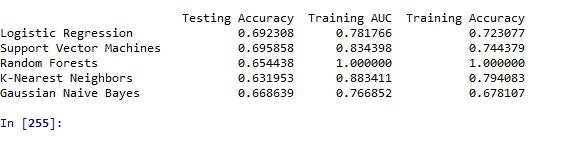 Testing Accuracy Training AUC Training Accuracy
Logistic Regression 0.692308 0.781766 0.723077
Support Vector Machines 0.695858 0.834398 0.744379
Random Forests 0.654438 1.000000 1.000000
K-Nearest Neighbors 0.631953 0.883411 0.794083
Gaussian Naive Bayes 0.668639 0.766852 0.678107
In [255]: